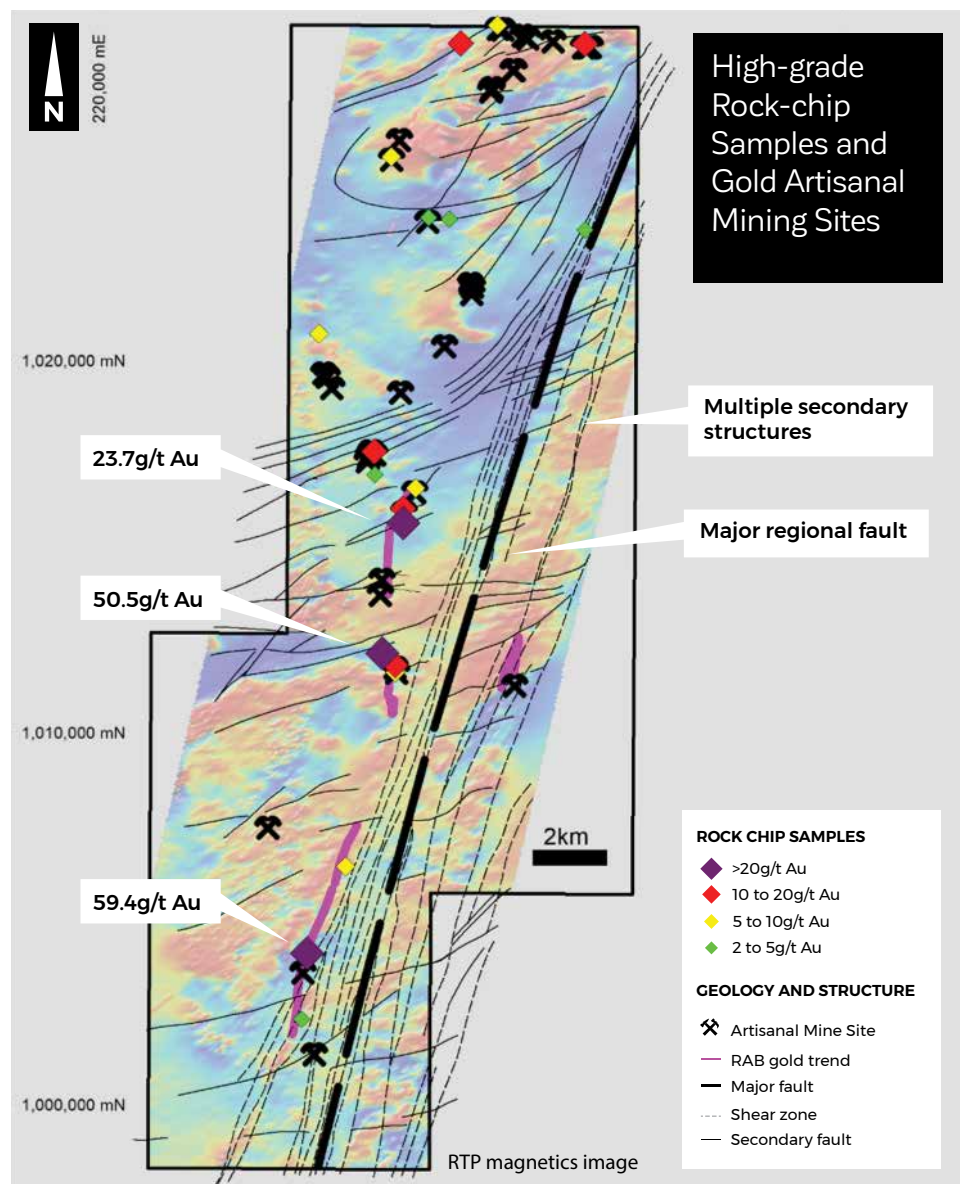 N
220,000 mE
High-grade
Rock-chip
Samples and
Gold Artisanal
Mining Sites
1,020,000 mN
Multiple secondary
structures
23.7g/t Au
Major regional fault
50.5g/t Au
1,010,000 mN
2km
59.4g/t Au
ROCK CHIP SAMPLES
>20g/t Au
10 to 20g/t Au
5 to 10g/t Au
2 to 5g/t Au
GEOLOGY AND STRUCTURE
Artisanal Mine Site
RAB gold trend
Major fault
Shear zone
Secondary fault
1,000,000 mN
RTP magnetics image